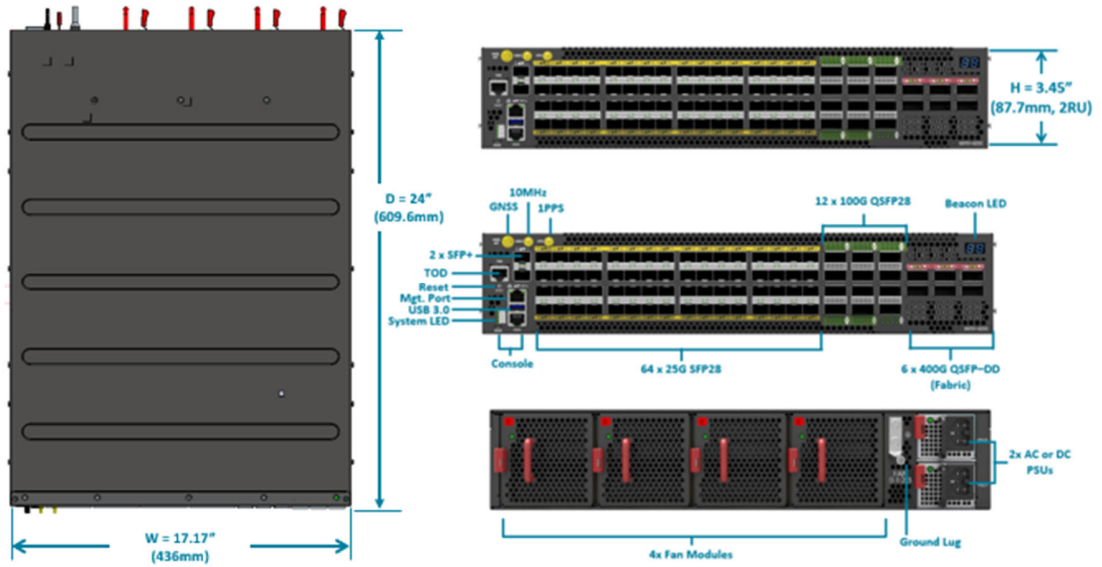 D = 24”
(609.6mm)
W = 17.17”
(436mm)
H = 3.45”
(87.7mm, 2RU)
10MHz
GNSS
1PPS
12 x 100G QSFP28
Beacon LED
2 x SFP+
TOD
Reset
Mgt. Port
USB 3.0
System LED
Console
64 x 25G SFP28
6 x 400G QSFP–DD
(Fabric)
2x AC or DC
PSUs
4x Fan Modules
Ground Lug